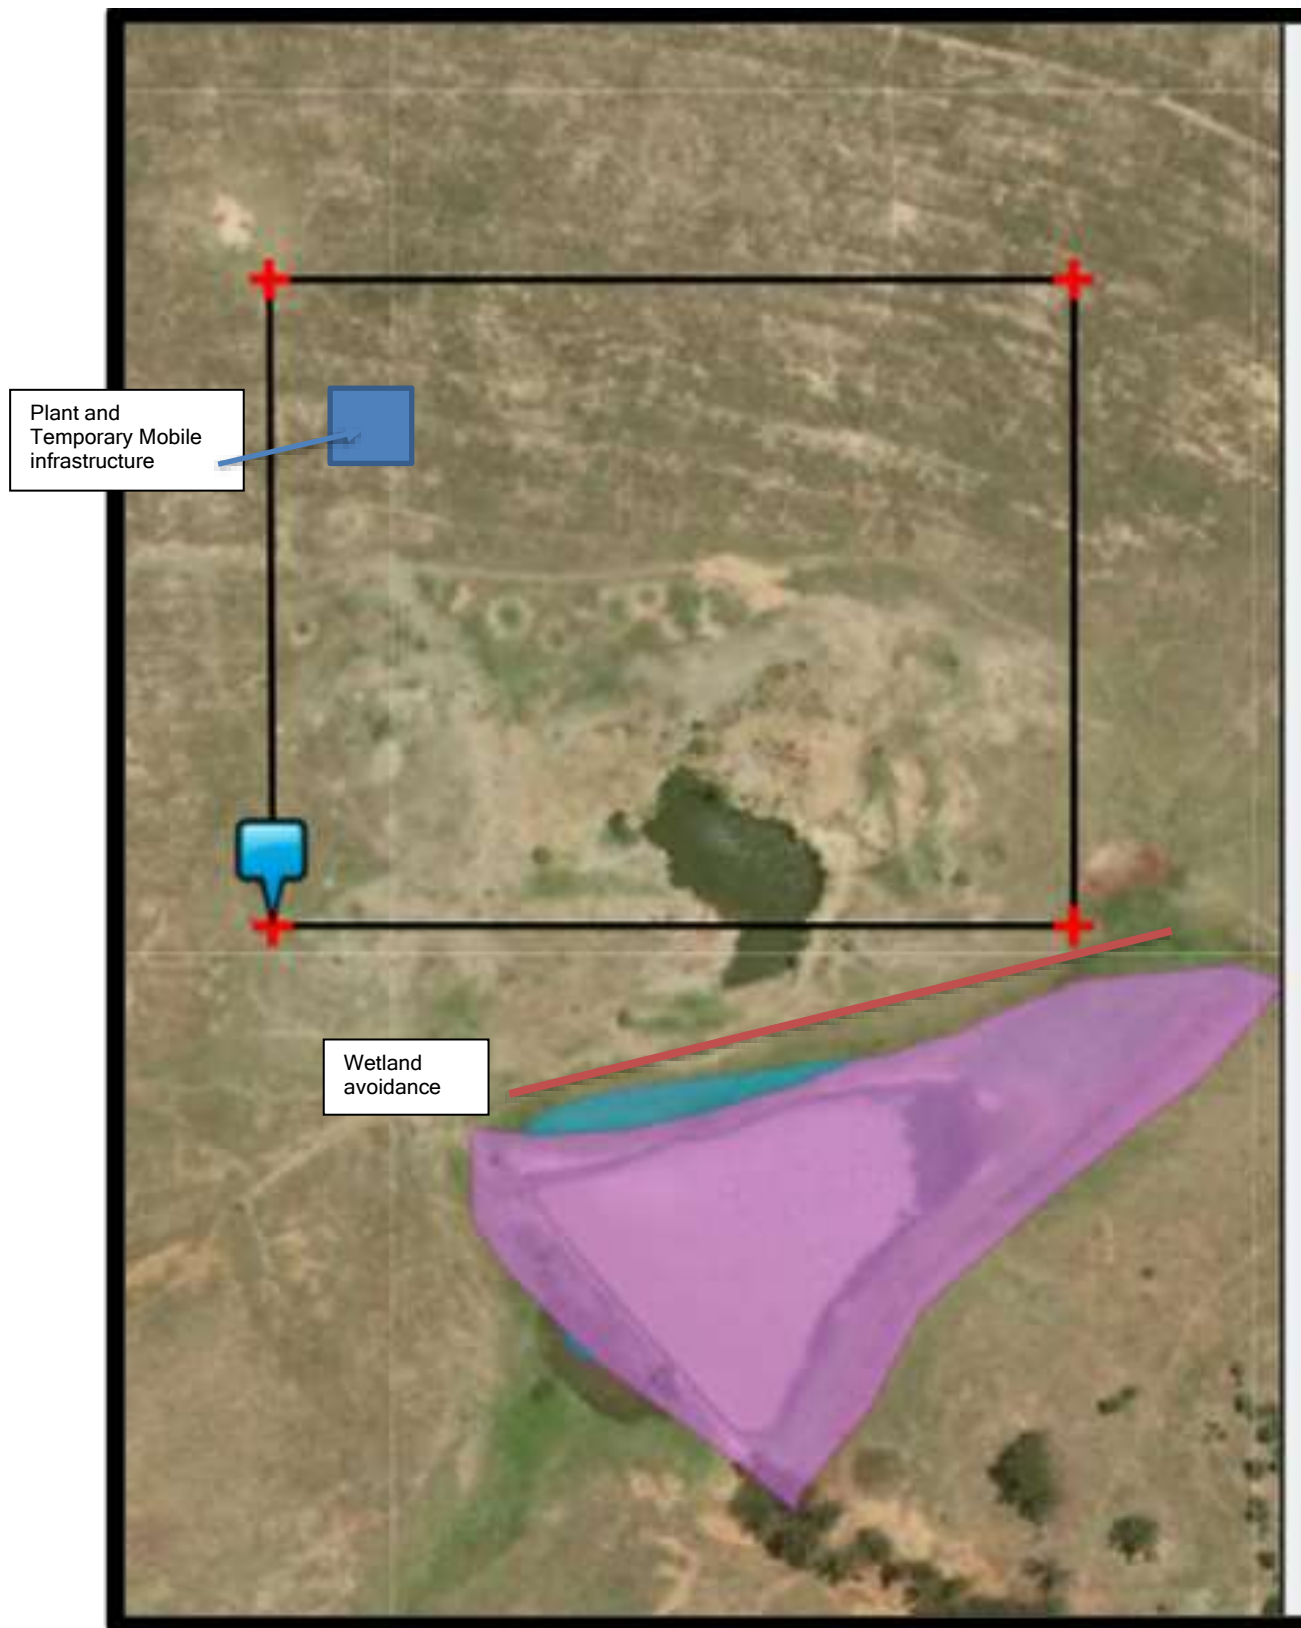 Plant and
Temporary Mobile
infrastructure
Wetland
avoidance